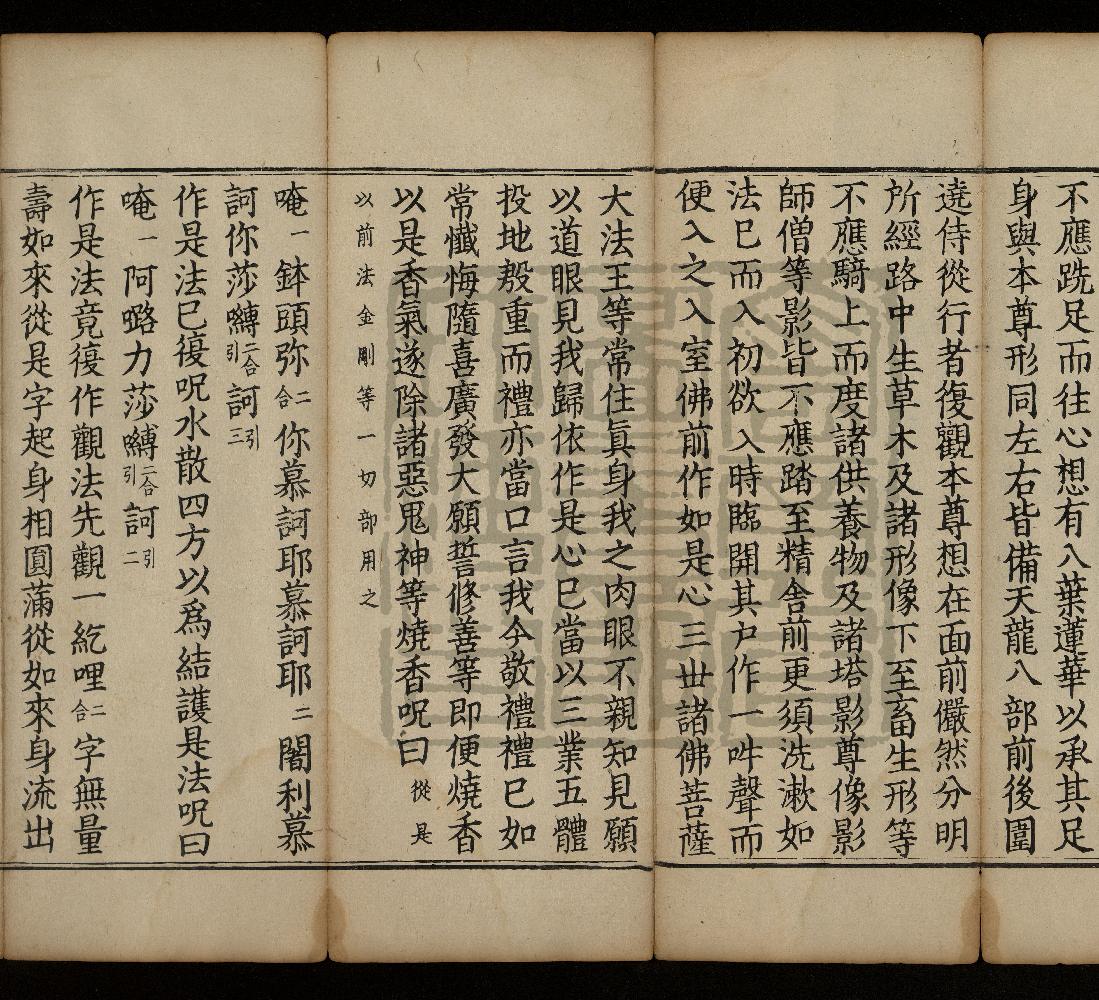 不應跣足而往心想有八葉蓮華以承其足
身與本尊形同左右皆備天龍八部前後圍
遶侍從行者復觀本尊想在面前儼然分明
所經路中生草木及諸形像下至畜生形等
不應騎上而度諸供養物及諸塔影尊像影
師僧等影皆不應踏至精舍前更須洗漱如
法已而入初欲入時臨開其户作一吽聲而
便入之入室佛前作如是心三世諸佛菩薩
大法王等常住眞身我之肉眼不親知見願
以道眼見我歸依作是心已當以三業五體
投地慇重而禮亦當口言我今敬禮禮已如
常懺悔隨喜廣發大願誓修善等即便燒香
以是香氣遂除諸惡鬼神等燒香呪曰從是
以前法金剛等一切部用之
唵一鉢頭弥二合你慕訶耶慕訶耶二闍利慕
訶你莎嚩二合引訶引三
作是法已復呪水散四方以爲結護是法呪曰
唵一阿㗚力莎嚩二合引訶引二
作是法竟復作觀法先觀一紇哩二合字無量
壽如來從是字起身相圓滿從如來身流出